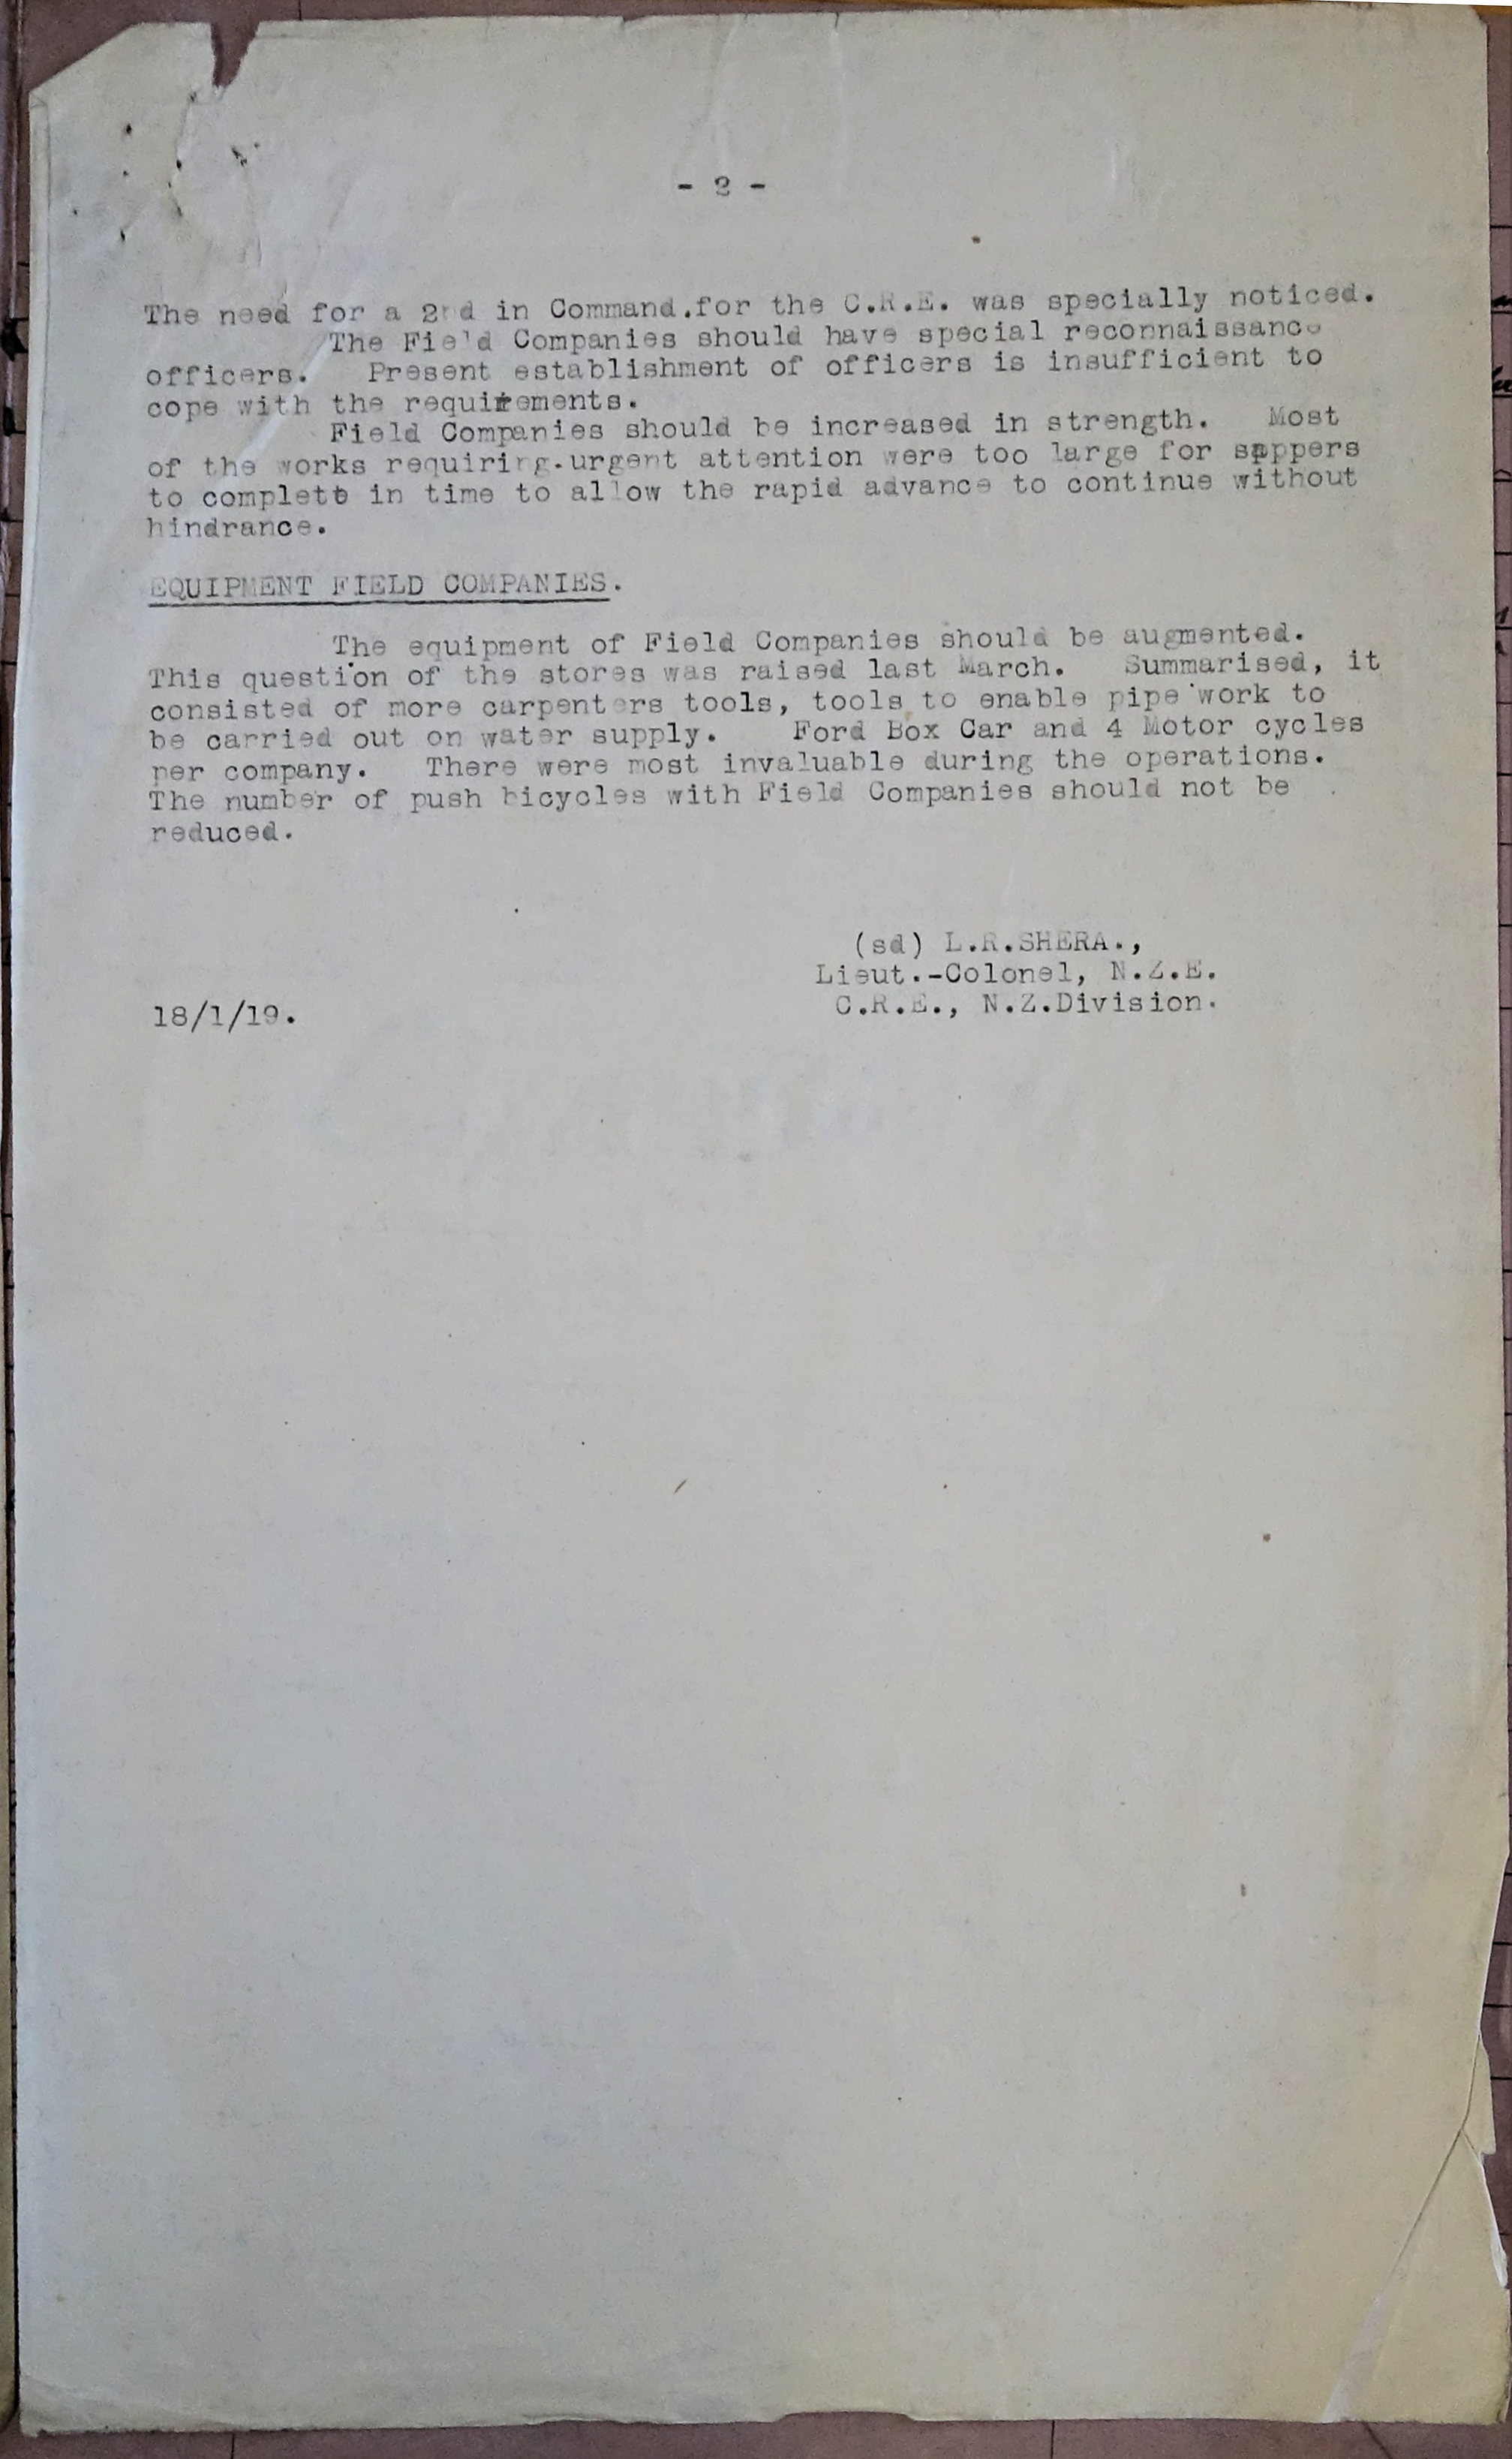 - 2 -
The need for a 2nd in Command.for the C.R.E. was specially noticed.
The Field Companies should have special reconnaissance
officers. Present establishment of officers is insufficient to
cope with the requirements.
Field Companies should be increased in strength. Most
of the works requiring.urgent attention were too large for sappers
to complete in time to allow the rapid advance to continue without
hindrance.
EQUIPMENT FIELD COMPANIES.
The equipment of Field Companies should be augmented.
This question of the stores was raised last March. Summarised, it
consisted of more carpenters tools, tools to enable pipe work to
be carried out on water supply. Ford Box Car and 4 Motor cycles
per company. There were most invaluable during the operations.
The number of push bicycles with Field Companies should not be
reduced.
(sd) L.R.SHERA.,
Lieut.-Colonel, N.Z.E.
18/1/19.
C.R.E., N.Z.Division.